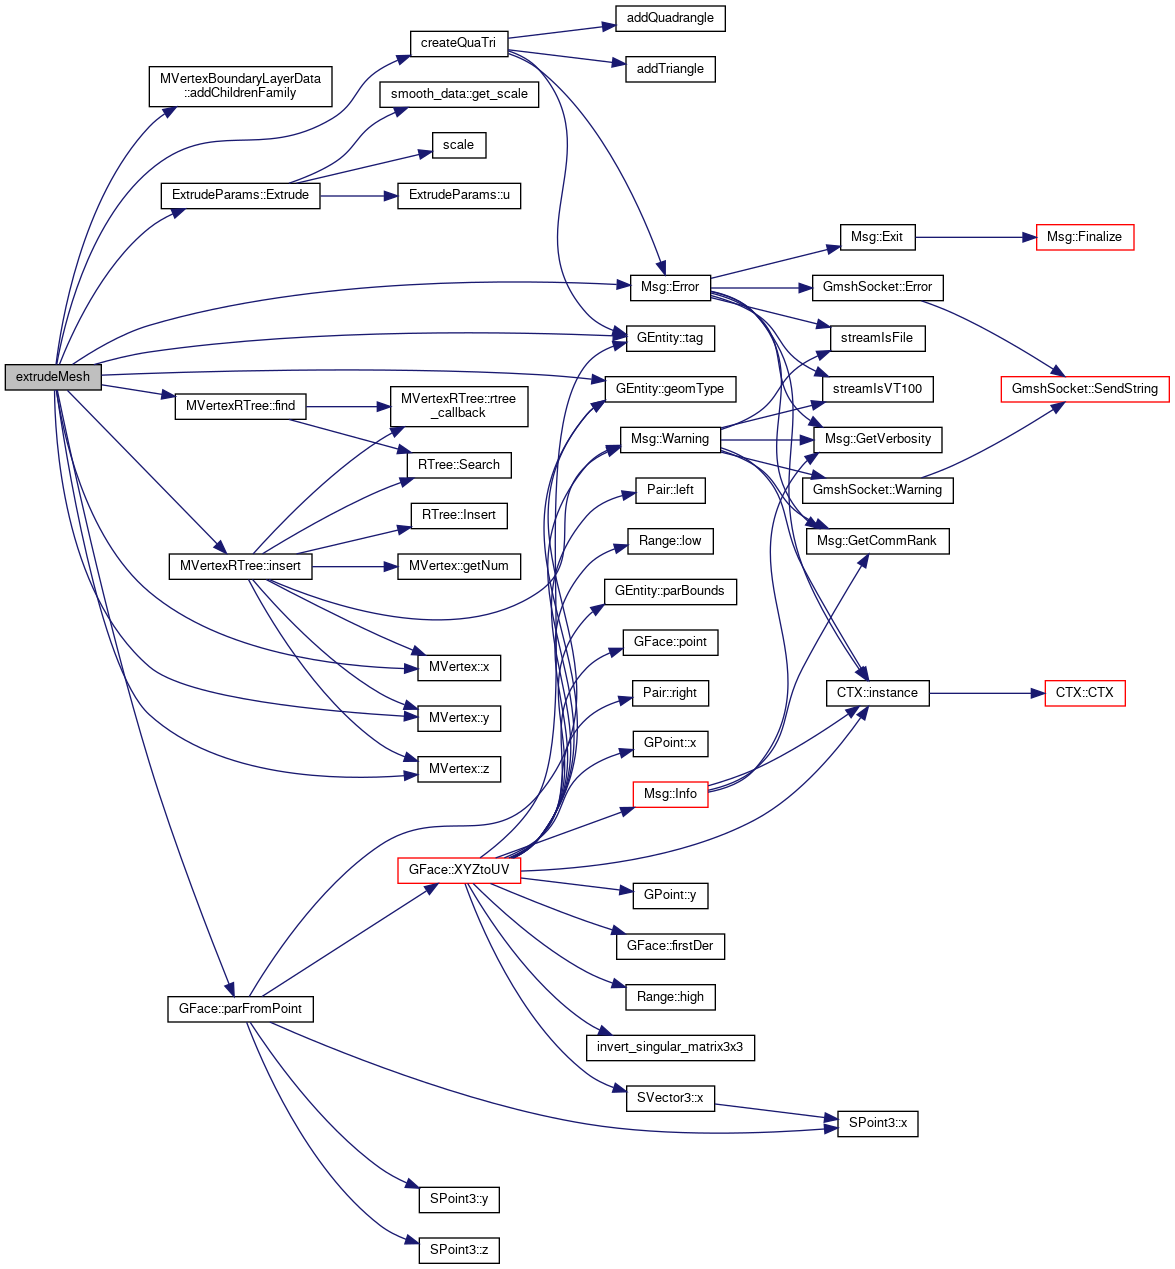 addQuadrangle
createQuaTri
addTriangle
MVertexBoundaryLayerData
::addChildrenFamily
smooth_data::get_scale
scale
ExtrudeParams::Extrude
ExtrudeParams::u
Msg::Exit
Msg::Finalize
Msg::Error
GmshSocket::Error
GEntity::tag
streamIsFile
extrudeMesh
GEntity::geomType
streamIsVT100
GmshSocket::SendString
MVertexRTree::find
MVertexRTree::rtree
_callback
Msg::Warning
Msg::GetVerbosity
RTree::Search
Pair::left
GmshSocket::Warning
RTree::Insert
Range::low
Msg::GetCommRank
MVertexRTree::insert
MVertex::getNum
GEntity::parBounds
GFace::point
MVertex::x
Pair::right
CTX::instance
CTX::CTX
MVertex::y
GPoint::x
MVertex::z
Msg::Info
GFace::XYZtoUV
GPoint::y
GFace::firstDer
Range::high
GFace::parFromPoint
invert_singular_matrix3x3
SVector3::x
SPoint3::x
SPoint3::y
SPoint3::z